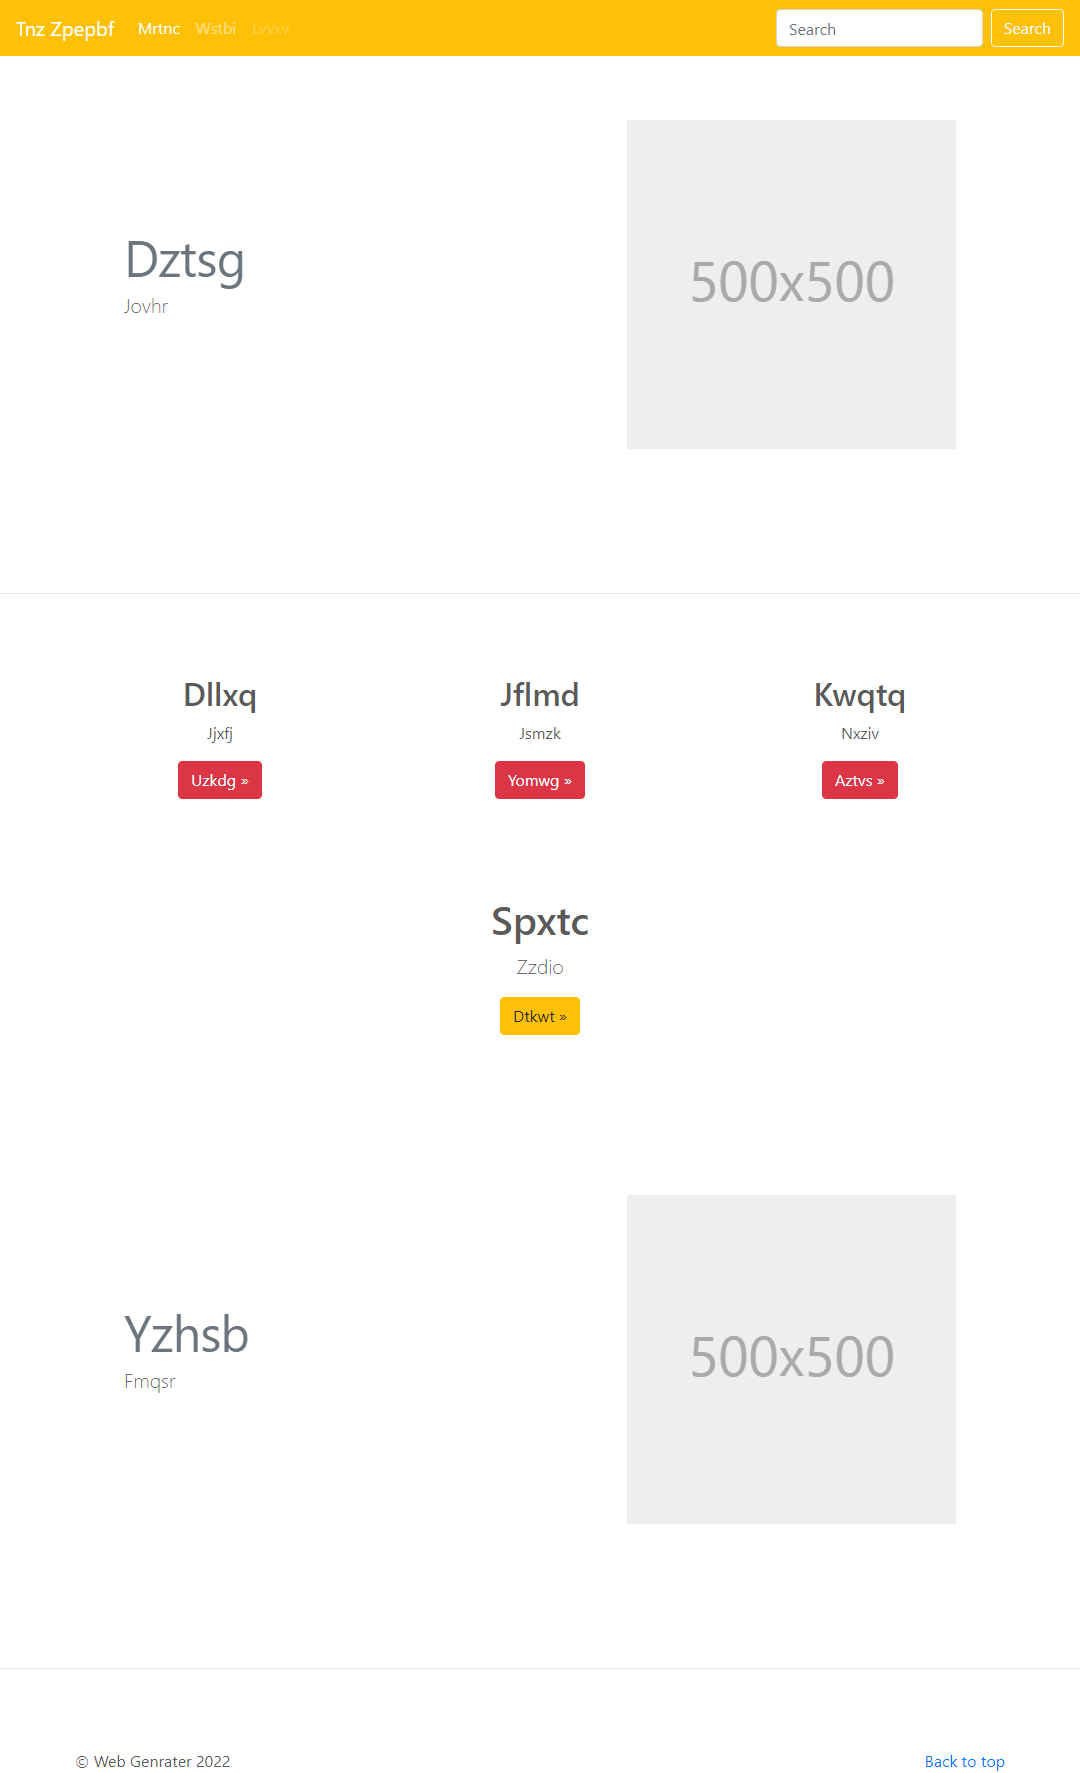 Tnz Zpepbf Mrtnc Wstbi Lvvxv Search Search
Dztsg
Jovhr
500x500
Dllxq
Jjxfj
Uzkdg »
Jflmd
Jsmzk
Yomwg »
Kwqtq
Nxziv
Aztvs »
Spxtc
Zzdio
Dtkwt »
Yzhsb
Fmqsr
500x500
© Web Genrater 2022
Back to top